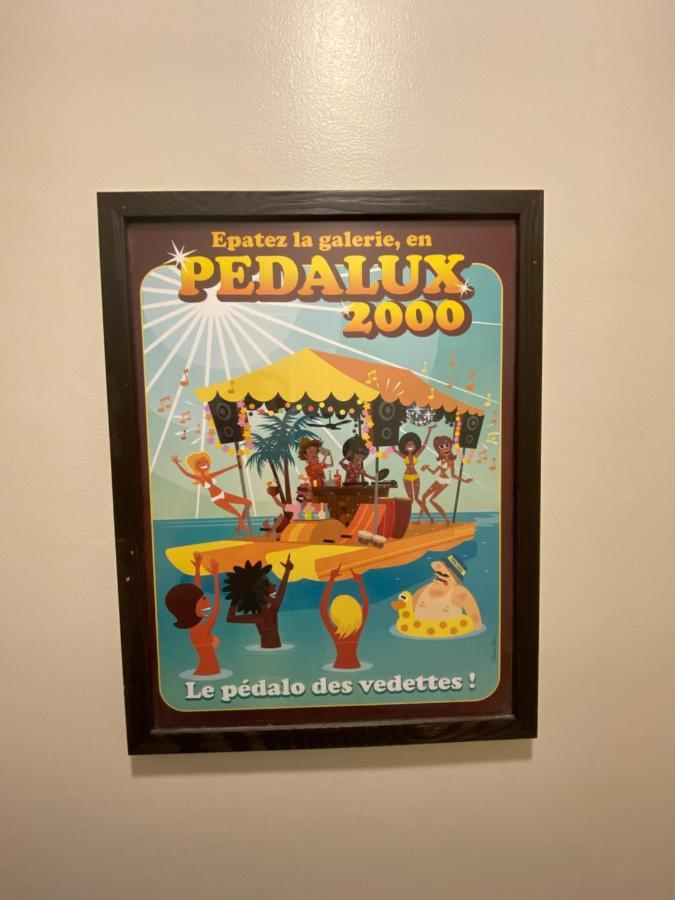 Epatez la galerie, en
PEDALUX
2000
Le pédalo des vedettes !